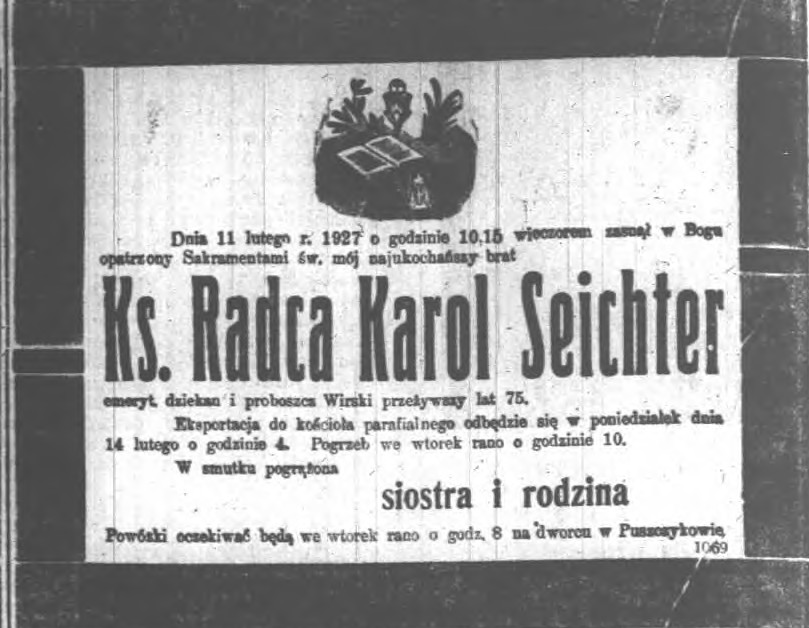 Dnia 11 lutego r. 1927 o godzinie 10,15 wieczorem zasnął w Bogu
opatrzony Sakramentami św. mój najukochańszy brat
Ks. Radca Karol Seichter
emeryt. dziekan i proboszcz Wirski przeżywszy lat 75.
Eksportacja do kościoła parafialnego odbędzie się w poniedziałek dnia
14 lutego o godzinie 4. Pogrzeb we wtorek rano o godzinie 10.
W smutku pogrążona
siostra i rodzina
Powózki oczekiwać będą we wtorek rano o godz. 8 na dworcu w Puszczykowie.
1069